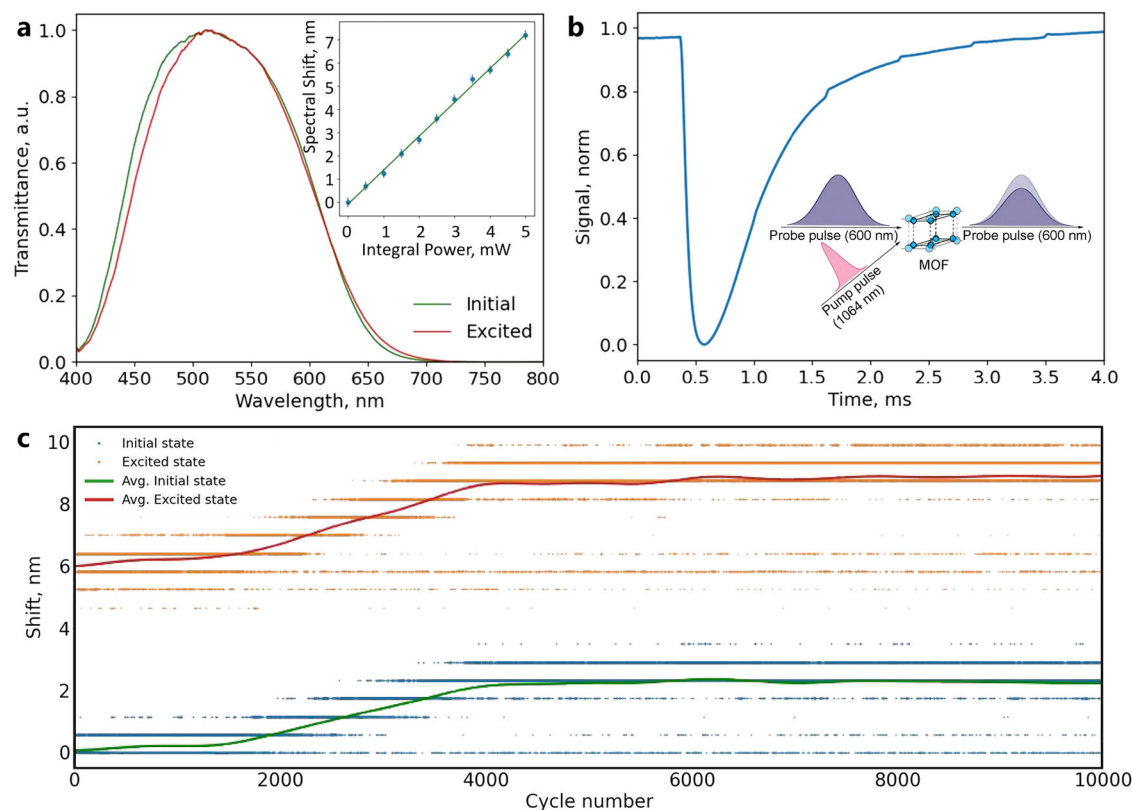 a
1.0
0.8
0.6
0.4
0.2
0.0
Transmittance, a.u.
400 450 500 550 600 650 700 750 800
Wavelength, nm
Initial
Excited
7
6
5
4
3
2
1
0
Spectral Shift, nm
0 1 2 3 4 5
Integral Power, mW
b
1.0
0.8
0.6
0.4
0.2
0.0
Signal, norm
0.0 0.5 1.0 1.5 2.0 2.5 3.0 3.5 4.0
Time, ms
Probe pulse (600 nm)
Pump pulse
(1064 nm)
MOF
Probe pulse (600 nm)
c
10
8
6
4
2
0
Shift, nm
Initial state
Excited state
Avg. Initial state
Avg. Excited state
0 2000 4000 6000 8000 10000
Cycle number